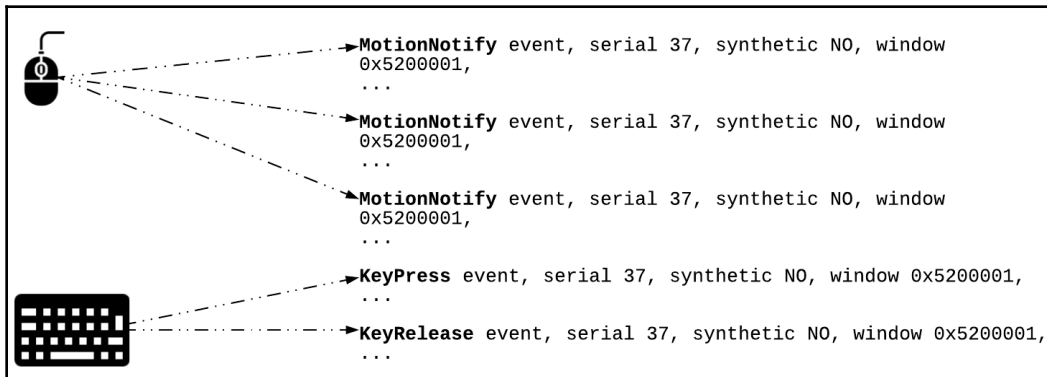 MotionNotify event, serial 37, synthetic NO, window
0x5200001,
...
MotionNotify event, serial 37, synthetic NO, window
0x5200001,
...
MotionNotify event, serial 37, synthetic NO, window
0x5200001,
...
KeyPress event, serial 37, synthetic NO, window 0x5200001,
...
KeyRelease event, serial 37, synthetic NO, window 0x5200001,
...